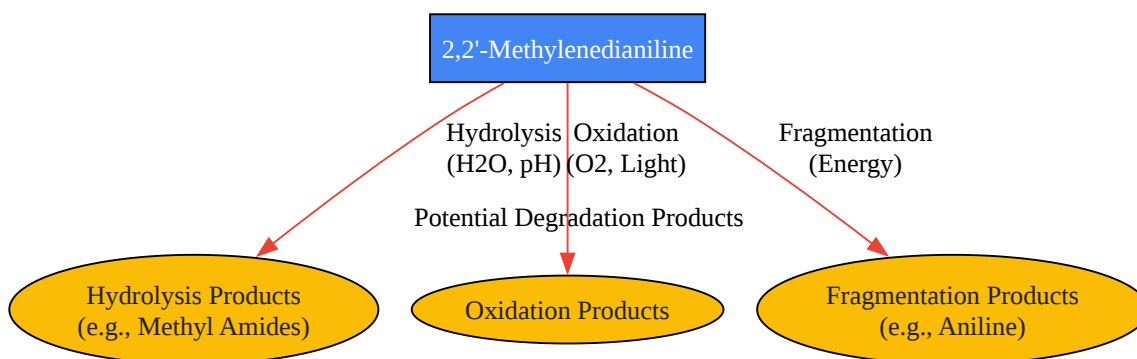 2,2'-Methylenedianiline
Hydrolysis
(H2O, pH)
Oxidation
(O2, Light)
Fragmentation
(Energy)
Potential Degradation Products
Hydrolysis Products
(e.g., Methyl Amides)
Oxidation Products
Fragmentation Products
(e.g., Aniline)